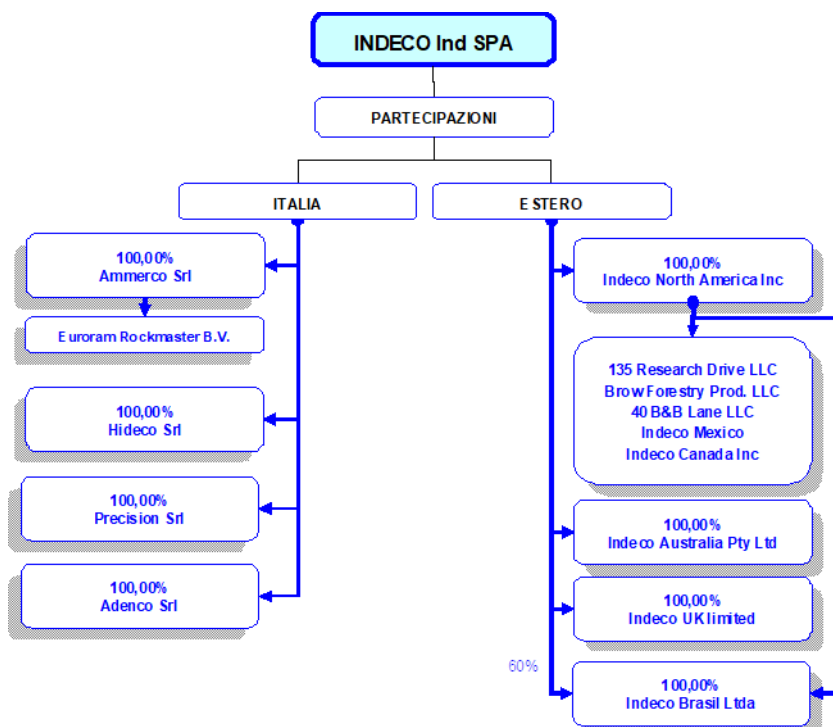 INDECO Ind SPA
PARTECIPAZIONI
ITALIA
ESTERO
100,00%
Ammerco Srl
Euroram Rockmaster B.V.
100,00%
Hideco Srl
100,00%
Precision Srl
100,00%
Adenco Srl
100,00%
Indeco North America Inc
135 Research Drive LLC
Brow Forestry Prod. LLC
40 B&B Lane LLC
Indeco Mexico
Indeco Canada Inc
100,00%
Indeco Australia Pty Ltd
100,00%
Indeco UK limited
60%
100,00%
Indeco Brasil Ltda